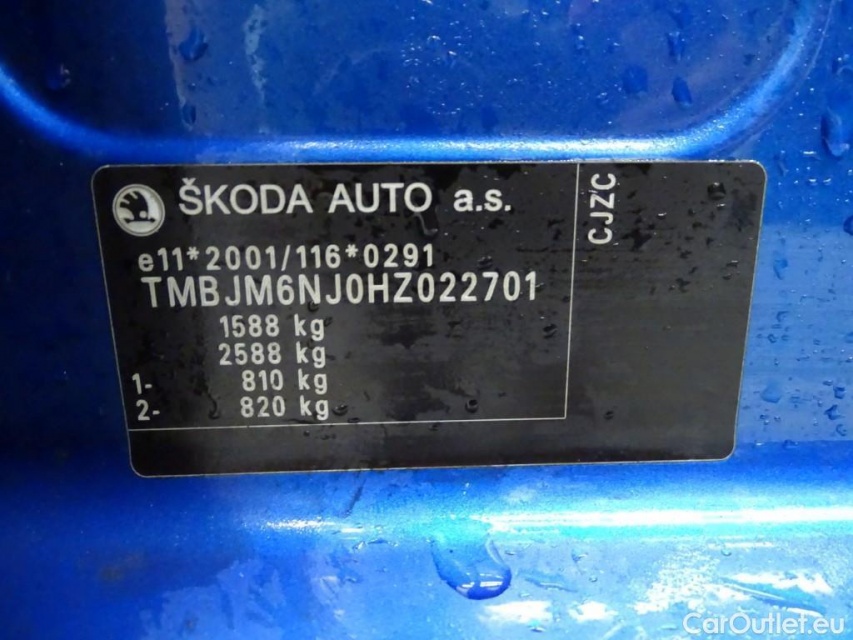 ŠKODA AUTO a.s.
CJZC
e11*2001/116*0291
TMBJM6NJ0HZ022701
1588 kg
2588 kg
1- 810 kg
2- 820 kg
CarOutlet.eu